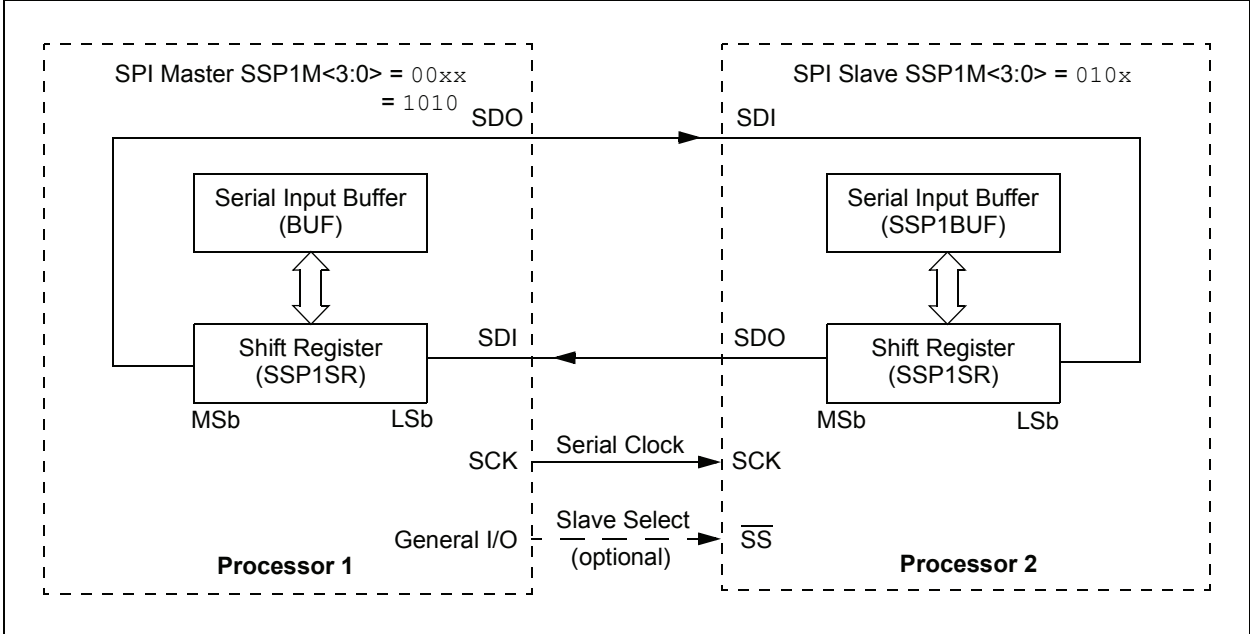 SPI Master SSP1M<3:0> = 00xx
= 1010
SDO
Serial Input Buffer
(BUF)
Shift Register
(SSP1SR)
MSb
LSb
SDI
SCK
General I/O
Processor 1
Serial Clock
Slave Select
(optional)
SPI Slave SSP1M<3:0> = 010x
SDI
Serial Input Buffer
(SSP1BUF)
SDO
Shift Register
(SSP1SR)
MSb
LSb
SCK
SS
Processor 2